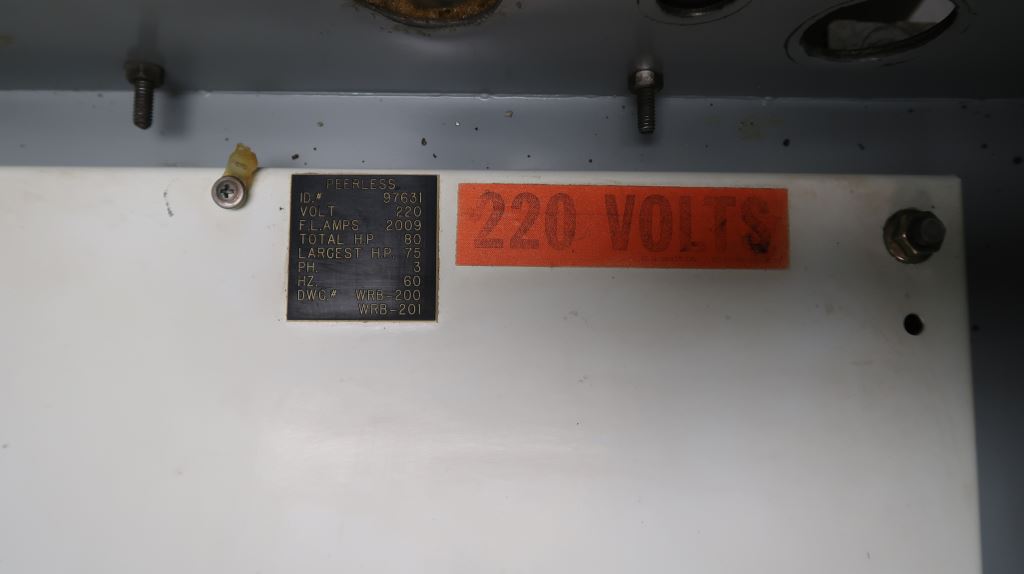 PEERLESS
ID.# 97631
VOLT 220
F.L.AMPS 2009
TOTAL H.P. 80
LARGEST H.P. 75
PH. 3
HZ. 60
DWG.# WRB-200
WRB-201
220 VOLTS